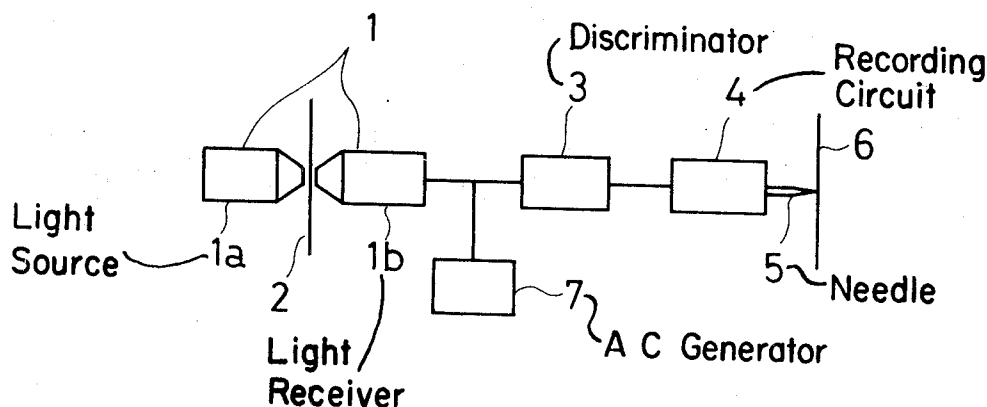 1
Discriminator
3
Recording
4
Circuit
6
Light
Source
1a
2
1b
5
Needle
7
A C Generator
Light
Receiver